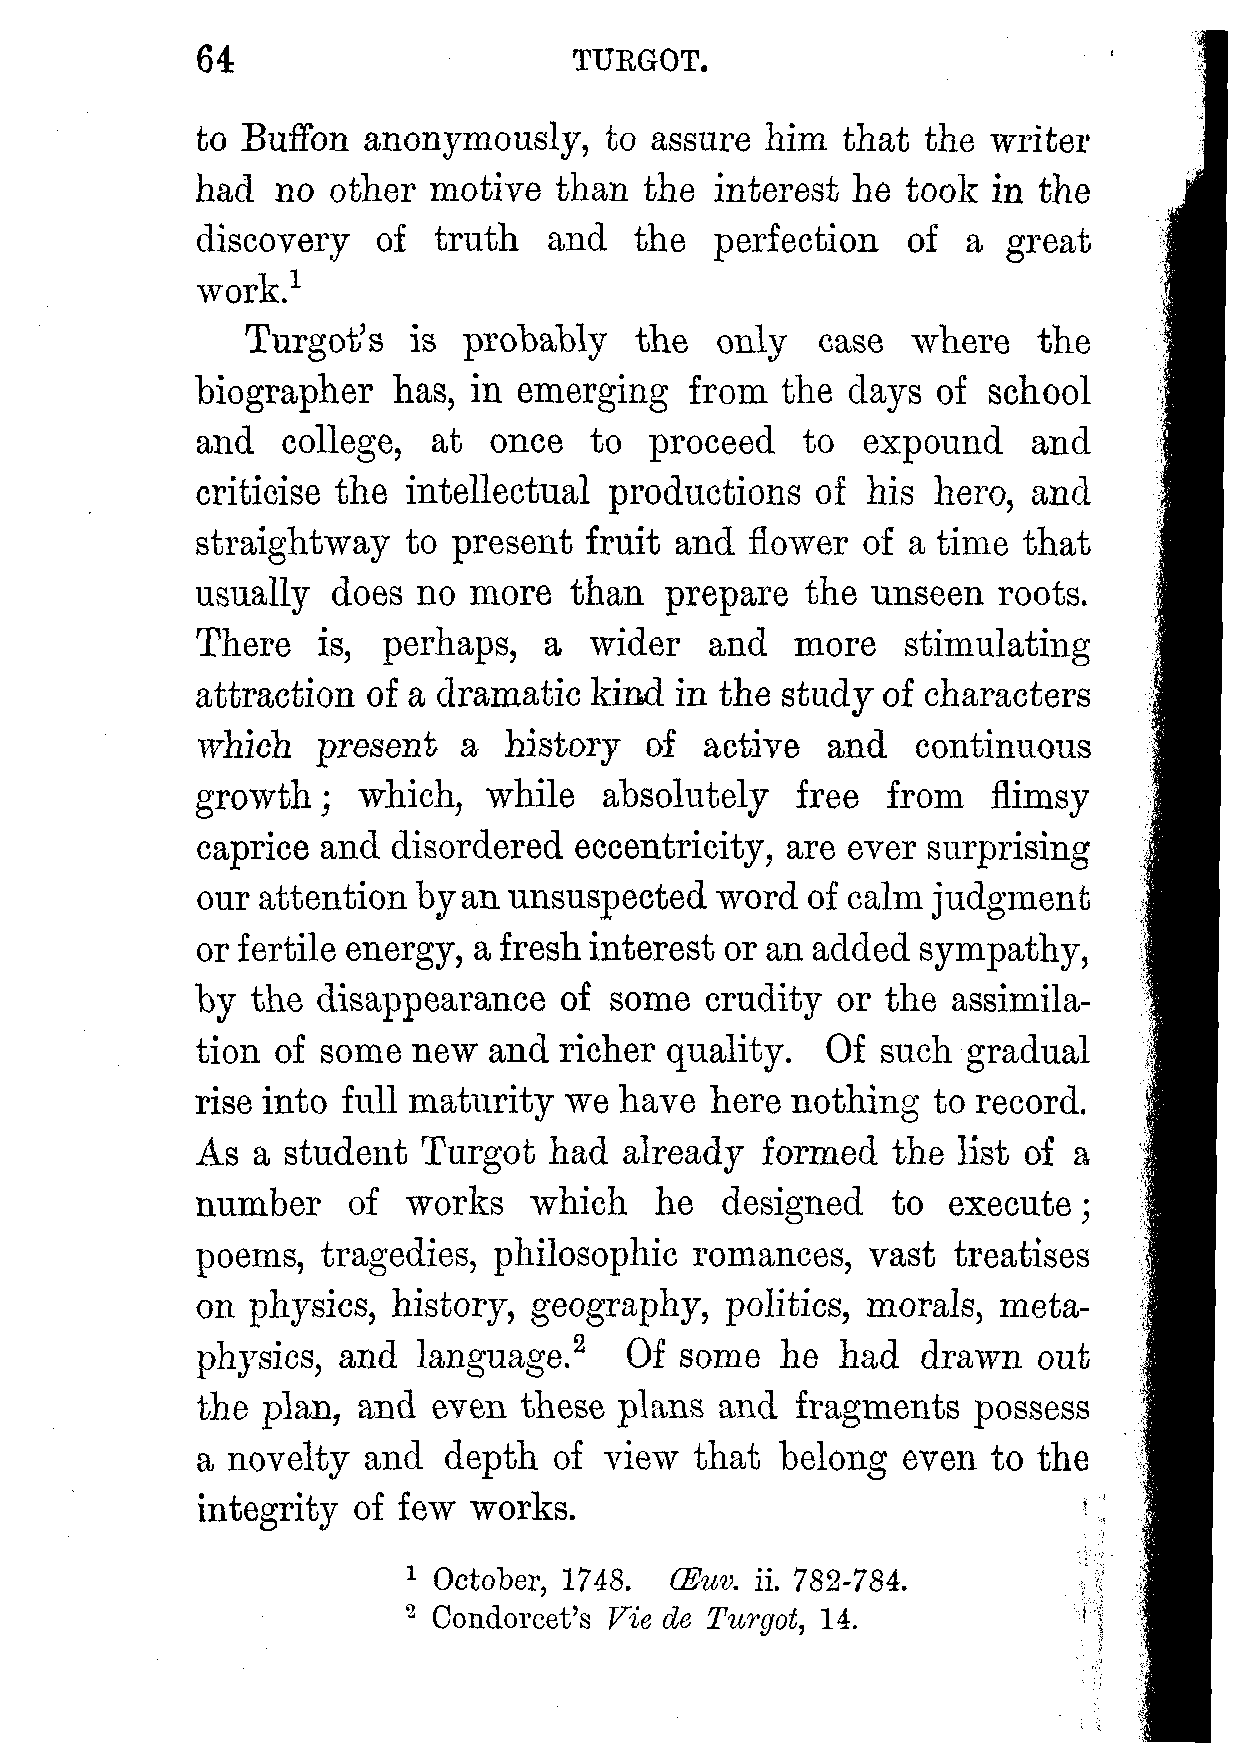 64 TURGOT.
to Buffon anonymously, to assure him that the writer
had no other motive than the interest he took in the
discovery of truth and the perfection of a great
work.¹
Turgot's is probably the only case where the
biographer has, in emerging from the days of school
and college, at once to proceed to expound and
criticise the intellectual productions of his hero, and
straightway to present fruit and flower of a time that
usually does no more than prepare the unseen roots.
There is, perhaps, a wider and more stimulating
attraction of a dramatic kind in the study of characters
which present a history of active and continuous
growth; which, while absolutely free from flimsy
caprice and disordered eccentricity, are ever surprising
our attention by an unsuspected word of calm judgment
or fertile energy, a fresh interest or an added sympathy,
by the disappearance of some crudity or the assimila-
tion of some new and richer quality. Of such gradual
rise into full maturity we have here nothing to record.
As a student Turgot had already formed the list of a
number of works which he designed to execute;
poems, tragedies, philosophic romances, vast treatises
on physics, history, geography, politics, morals, meta-
physics, and language.² Of some he had drawn out
the plan, and even these plans and fragments possess
a novelty and depth of view that belong even to the
integrity of few works.
¹ October, 1748. Œuv. ii. 782-784.
² Condorcet's Vie de Turgot, 14.